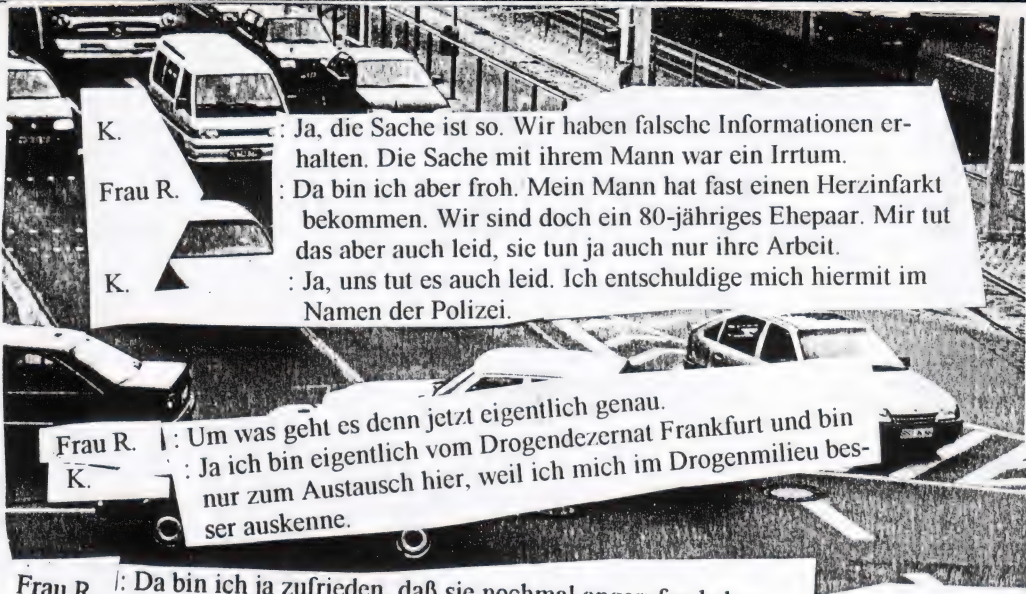 K. : Ja, die Sache ist so. Wir haben falsche Informationen er-
halten. Die Sache mit ihrem Mann war ein Irrtum.
Frau R. : Da bin ich aber froh. Mein Mann hat fast einen Herzinfarkt
bekommen. Wir sind doch ein 80-jähriges Ehepaar. Mir tut
das aber auch leid, sie tun ja auch nur ihre Arbeit.
K. : Ja, uns tut es auch leid. Ich entschuldige mich hiermit im
Namen der Polizei.
Frau R. : Um was geht es denn jetzt eigentlich genau.
K. : Ja ich bin eigentlich vom Drogendezernat Frankfurt und bin
nur zum Austausch hier, weil ich mich im Drogenmilieu bes-
ser auskenne.
Frau R. : Da bin ich ja zufrieden, daß sie nochmal